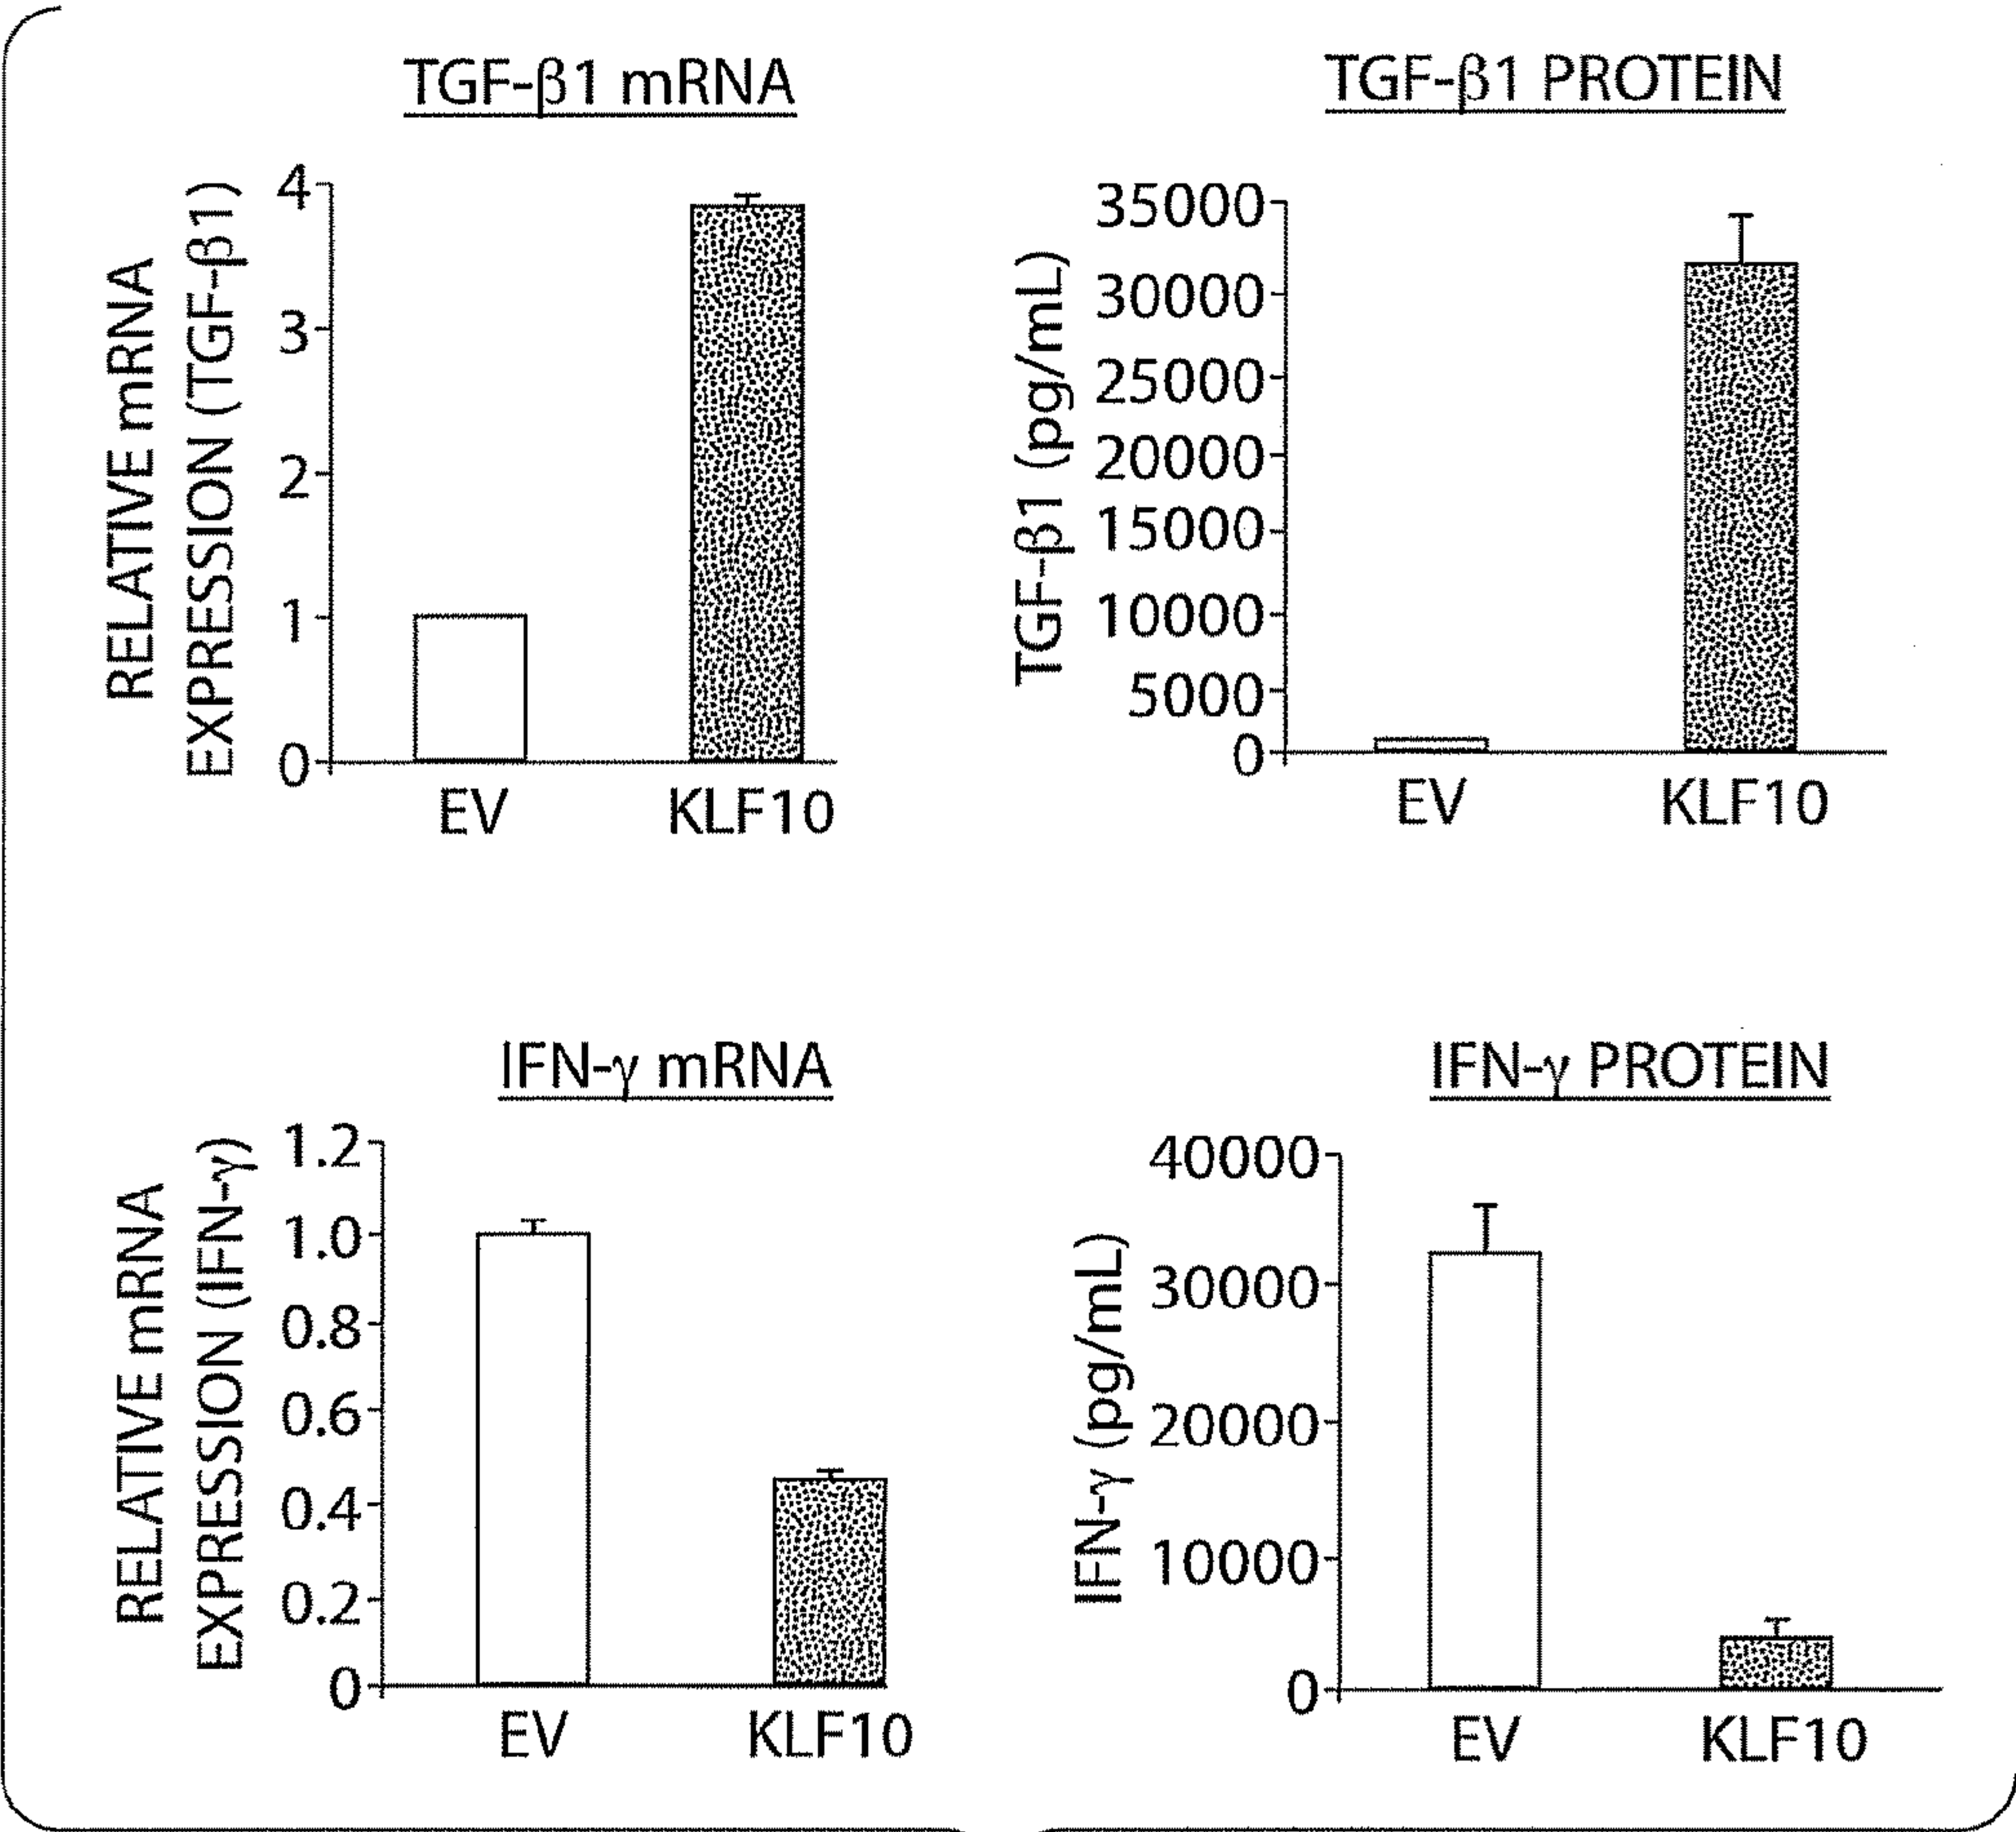 TGF-β1 mRNA
RELATIVE mRNA
EXPRESSION (TGF-β1)
4
3
2
1
0
EV KLF10
TGF-β1 PROTEIN
TGF-β1 (pg/mL)
35000
30000
25000
20000
15000
10000
5000
0
EV KLF10
IFN-γ mRNA
RELATIVE mRNA
EXPRESSION (IFN-γ)
1.2
1.0
0.8
0.6
0.4
0.2
0
EV KLF10
IFN-γ PROTEIN
IFN-γ (pg/mL)
40000
30000
20000
10000
0
EV KLF10